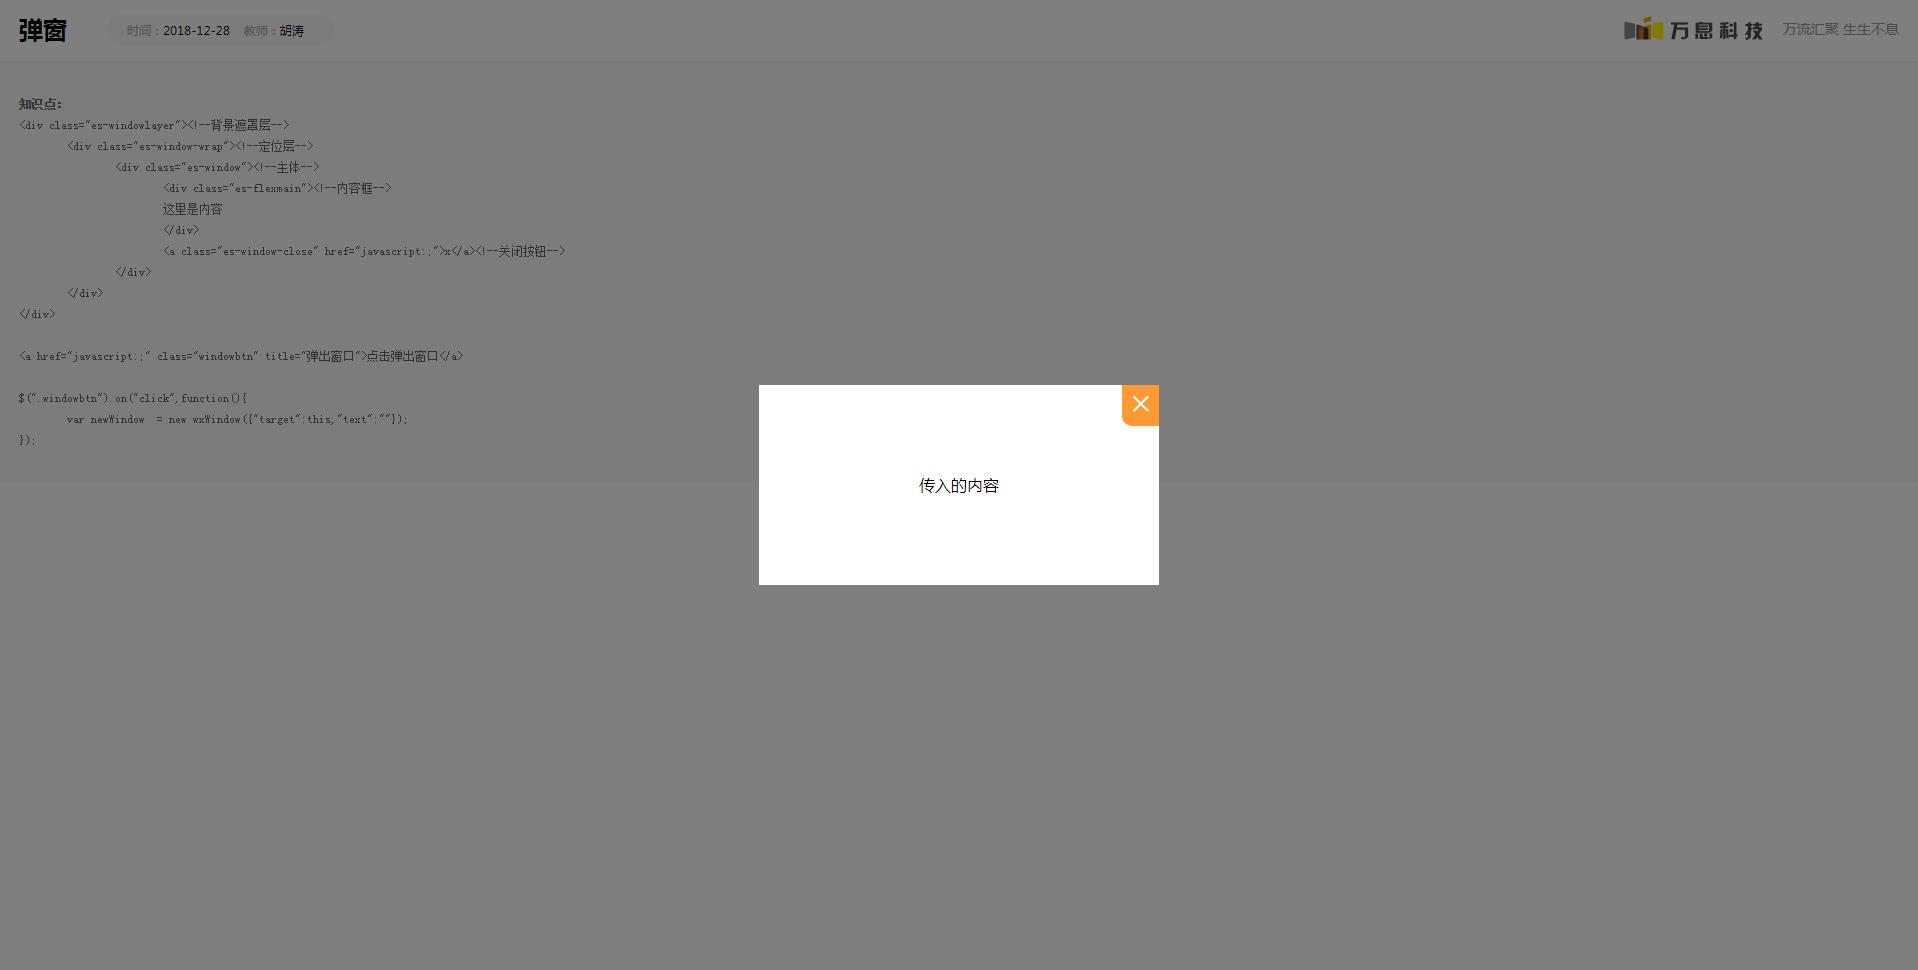 弹窗
时间：2018-12-28 教师：胡涛
万息科技 万流汇聚 生生不息
知识点：
<div class="es-windowlayer"><!--背景遮罩层-->
<div class="es-window-wrap"><!--定位层-->
<div class="es-window"><!--主体-->
<div class="es-flexmain"><!--内容框-->
这里是内容
</div>
<a class="es-window-close" href="javascript:;">x</a><!--关闭按钮-->
</div>
</div>
</div>
<a href="javascript:;" class="windowbtn" title="弹出窗口">点击弹出窗口</a>
$(".windowbtn").on("click",function(){
var newWindow = new wxWindow({"target":this,"text":""});
});
传入的内容